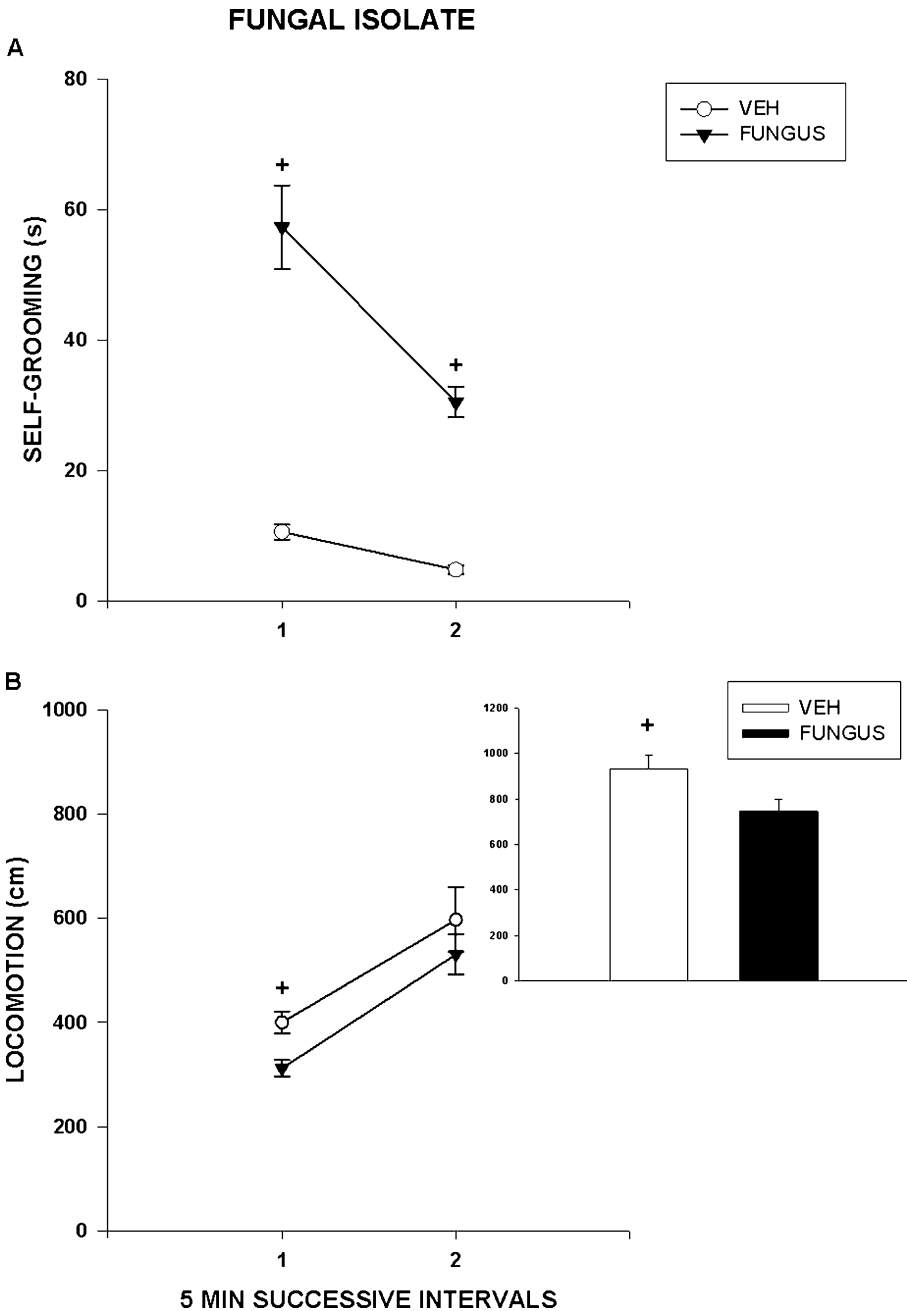 FUNGAL ISOLATE
A
80
60
40
20
0
SELF-GROOMING (s)
+
+
1 2
VEH
FUNGUS
B
1000
800
600
400
200
0
LOCOMOTION (cm)
+
1 2
5 MIN SUCCESSIVE INTERVALS
1200
1000
800
600
400
200
0
+
VEH
FUNGUS